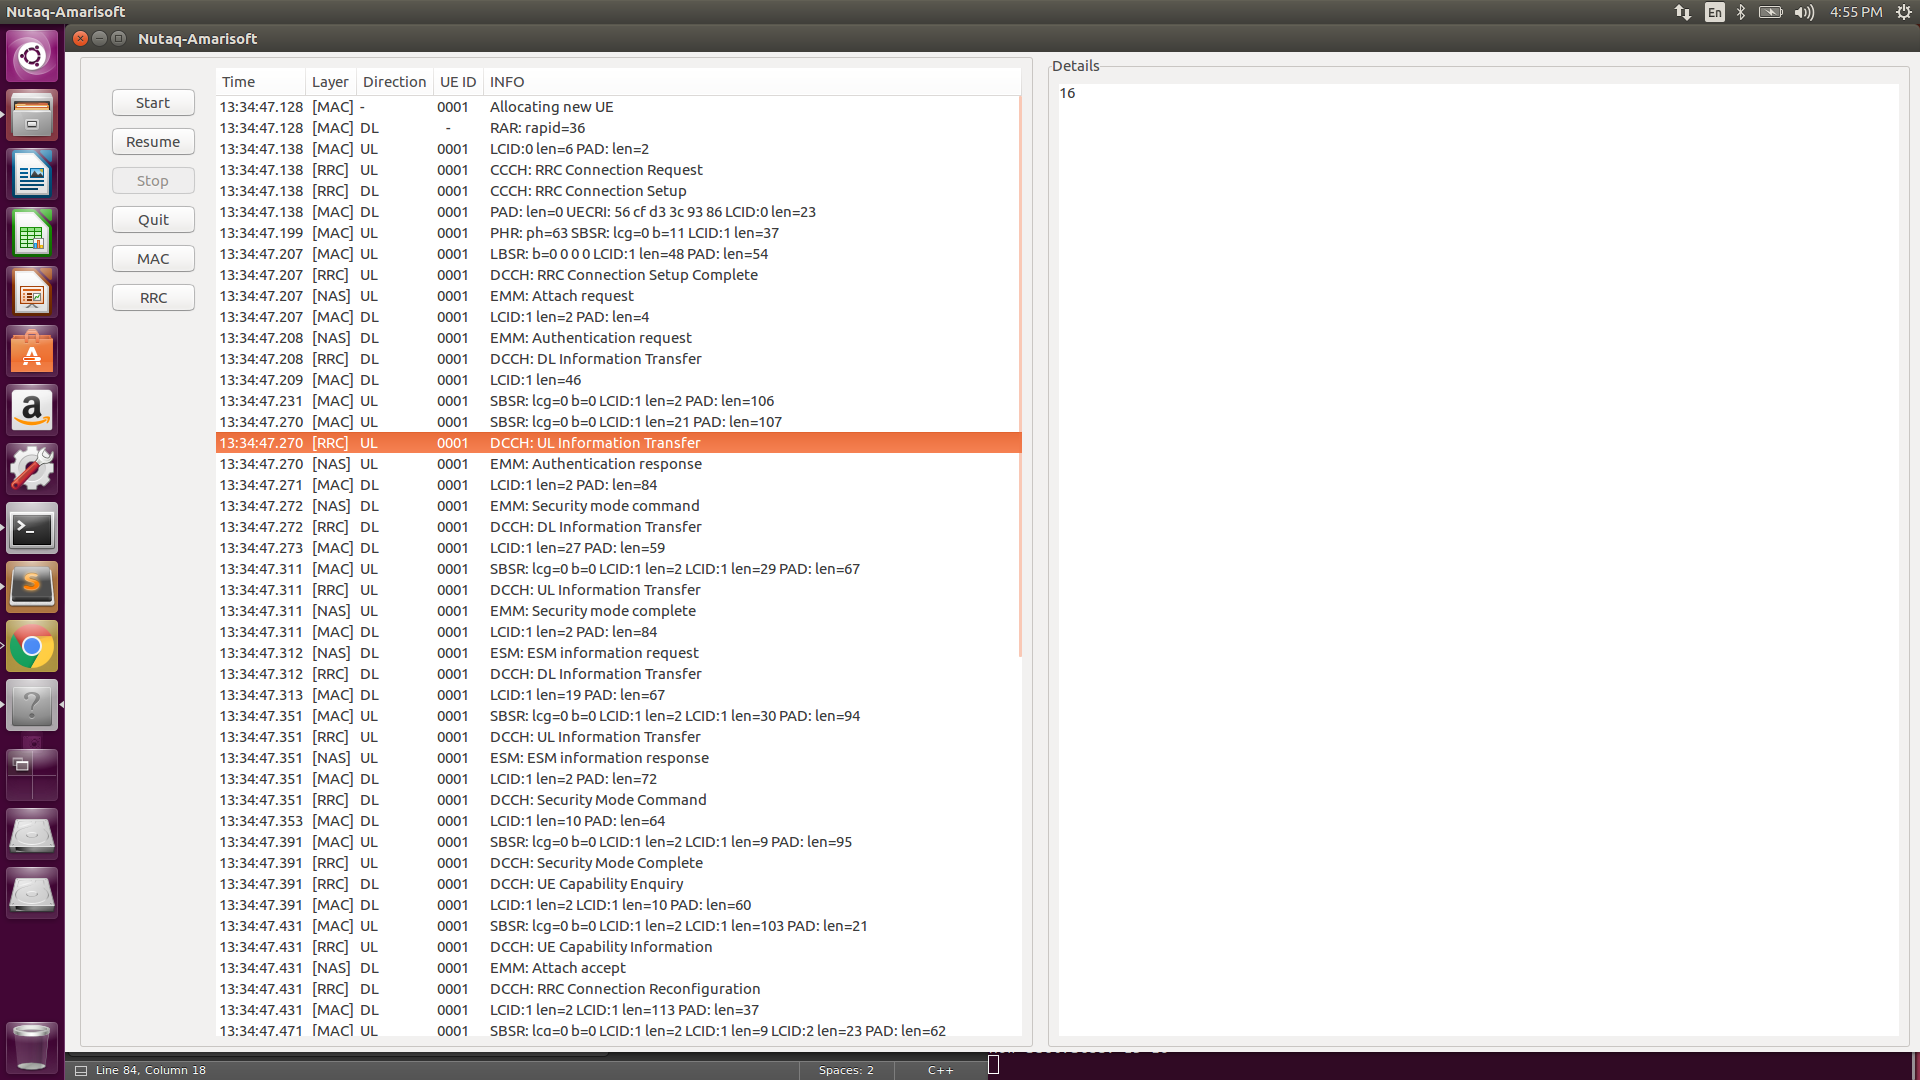 Nutaq-Amarisoft
En
4:55 PM
Nutaq-Amarisoft
Start
Resume
Stop
Quit
MAC
RRC
Time Layer Direction UE ID INFO
13:34:47.128 [MAC] - 0001 Allocating new UE
13:34:47.128 [MAC] DL - RAR: rapid=36
13:34:47.138 [MAC] UL 0001 LCID:0 len=6 PAD: len=2
13:34:47.138 [RRC] UL 0001 CCCH: RRC Connection Request
13:34:47.138 [RRC] DL 0001 CCCH: RRC Connection Setup
13:34:47.138 [MAC] DL 0001 PAD: len=0 UECRI: 56 cf d3 3c 93 86 LCID:0 len=23
13:34:47.199 [MAC] UL 0001 PHR: ph=63 SBSR: lcg=0 b=11 LCID:1 len=37
13:34:47.207 [MAC] UL 0001 LBSR: b=0 0 0 0 LCID:1 len=48 PAD: len=54
13:34:47.207 [RRC] UL 0001 DCCH: RRC Connection Setup Complete
13:34:47.207 [NAS] UL 0001 EMM: Attach request
13:34:47.207 [MAC] DL 0001 LCID:1 len=2 PAD: len=4
13:34:47.208 [NAS] DL 0001 EMM: Authentication request
13:34:47.208 [RRC] DL 0001 DCCH: DL Information Transfer
13:34:47.209 [MAC] DL 0001 LCID:1 len=46
13:34:47.231 [MAC] UL 0001 SBSR: lcg=0 b=0 LCID:1 len=2 PAD: len=106
13:34:47.270 [MAC] UL 0001 SBSR: lcg=0 b=0 LCID:1 len=21 PAD: len=107
13:34:47.270 [RRC] UL 0001 DCCH: UL Information Transfer
13:34:47.270 [NAS] UL 0001 EMM: Authentication response
13:34:47.271 [MAC] DL 0001 LCID:1 len=2 PAD: len=84
13:34:47.272 [NAS] DL 0001 EMM: Security mode command
13:34:47.272 [RRC] DL 0001 DCCH: DL Information Transfer
13:34:47.273 [MAC] DL 0001 LCID:1 len=27 PAD: len=59
13:34:47.311 [MAC] UL 0001 SBSR: lcg=0 b=0 LCID:1 len=2 LCID:1 len=29 PAD: len=67
13:34:47.311 [RRC] UL 0001 DCCH: UL Information Transfer
13:34:47.311 [NAS] UL 0001 EMM: Security mode complete
13:34:47.311 [MAC] DL 0001 LCID:1 len=2 PAD: len=84
13:34:47.312 [NAS] DL 0001 ESM: ESM information request
13:34:47.312 [RRC] DL 0001 DCCH: DL Information Transfer
13:34:47.313 [MAC] DL 0001 LCID:1 len=19 PAD: len=67
13:34:47.351 [MAC] UL 0001 SBSR: lcg=0 b=0 LCID:1 len=2 LCID:1 len=30 PAD: len=94
13:34:47.351 [RRC] UL 0001 DCCH: UL Information Transfer
13:34:47.351 [NAS] UL 0001 ESM: ESM information response
13:34:47.351 [MAC] DL 0001 LCID:1 len=2 PAD: len=72
13:34:47.351 [RRC] DL 0001 DCCH: Security Mode Command
13:34:47.353 [MAC] DL 0001 LCID:1 len=10 PAD: len=64
13:34:47.391 [MAC] UL 0001 SBSR: lcg=0 b=0 LCID:1 len=2 LCID:1 len=9 PAD: len=95
13:34:47.391 [RRC] UL 0001 DCCH: Security Mode Complete
13:34:47.391 [RRC] DL 0001 DCCH: UE Capability Enquiry
13:34:47.391 [MAC] DL 0001 LCID:1 len=2 LCID:1 len=10 PAD: len=60
13:34:47.431 [MAC] UL 0001 SBSR: lcg=0 b=0 LCID:1 len=2 LCID:1 len=103 PAD: len=21
13:34:47.431 [RRC] UL 0001 DCCH: UE Capability Information
13:34:47.431 [NAS] DL 0001 EMM: Attach accept
13:34:47.431 [RRC] DL 0001 DCCH: RRC Connection Reconfiguration
13:34:47.431 [MAC] DL 0001 LCID:1 len=2 LCID:1 len=113 PAD: len=37
13:34:47.471 [MAC] UL 0001 SBSR: lcg=0 b=0 LCID:1 len=2 LCID:1 len=9 LCID:2 len=23 PAD: len=62
Details
16
Line 84, Column 18
Spaces: 2
C++